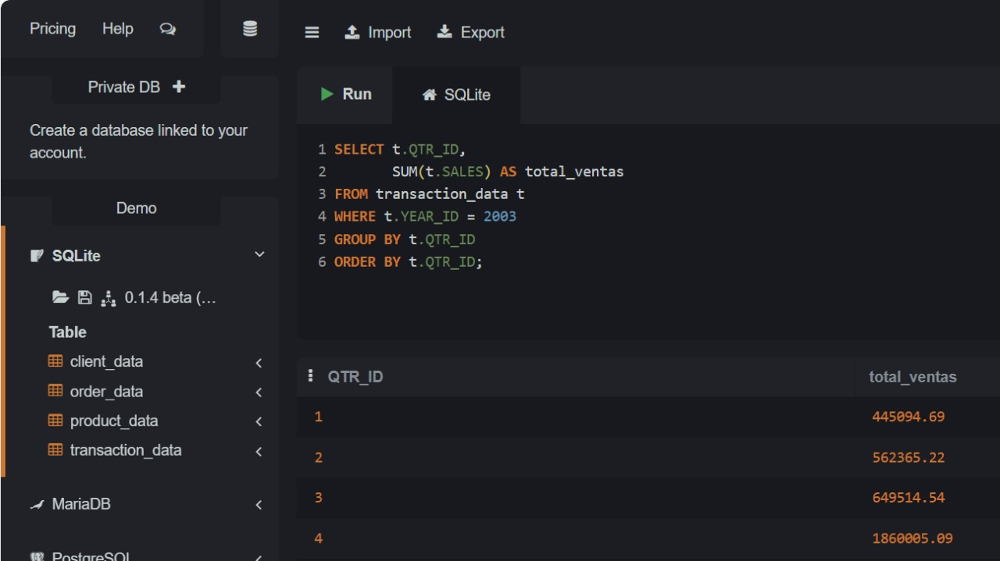 Pricing Help
Import Export
Private DB
Create a database linked to your
account.
Demo
SQLite
0.1.4 beta (…
Table
client_data
order_data
product_data
transaction_data
MariaDB
PostgreSQL
Run SQLite
1 SELECT t.QTR_ID,
2 SUM(t.SALES) AS total_ventas
3 FROM transaction_data t
4 WHERE t.YEAR_ID = 2003
5 GROUP BY t.QTR_ID
6 ORDER BY t.QTR_ID;
QTR_ID total_ventas
1 445094.69
2 562365.22
3 649514.54
4 1860005.09